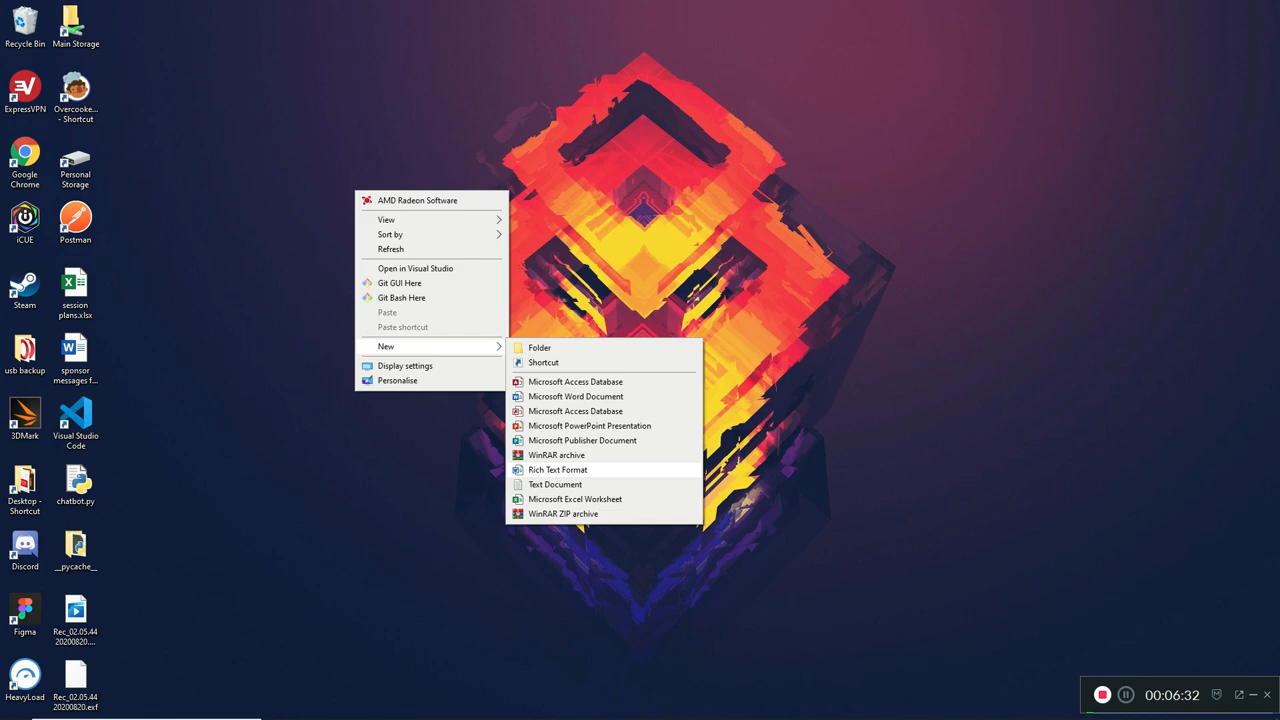 Recycle Bin
Main Storage
ExpressVPN
Overcooke...
- Shortcut
Google
Chrome
Personal
Storage
iCUE
Postman
Steam
session
plans.xlsx
usb backup
sponsor
messages f...
3DMark
Visual Studio
Code
Desktop -
Shortcut
chatbot.py
Discord
__pycache__
Figma
Rec_02.05.44
20200820....
HeavyLoad
Rec_02.05.44
20200820.exf
AMD Radeon Software
View
Sort by
Refresh
Open in Visual Studio
Git GUI Here
Git Bash Here
Paste
Paste shortcut
New
Display settings
Personalise
Folder
Shortcut
Microsoft Access Database
Microsoft Word Document
Microsoft Access Database
Microsoft PowerPoint Presentation
Microsoft Publisher Document
WinRAR archive
Rich Text Format
Text Document
Microsoft Excel Worksheet
WinRAR ZIP archive
00:06:32